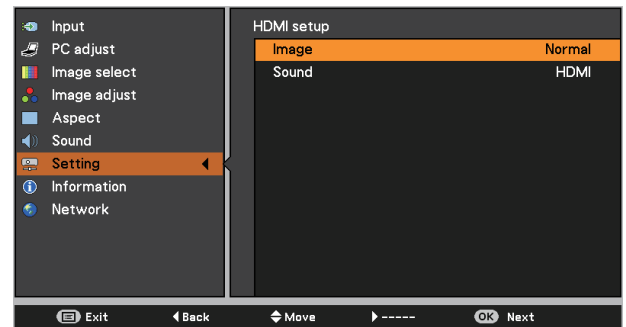 Input
PC adjust
Image select
Image adjust
Aspect
Sound
Setting
Information
Network
HDMI setup
Image Normal
Sound HDMI
Exit Back Move ----- OK Next